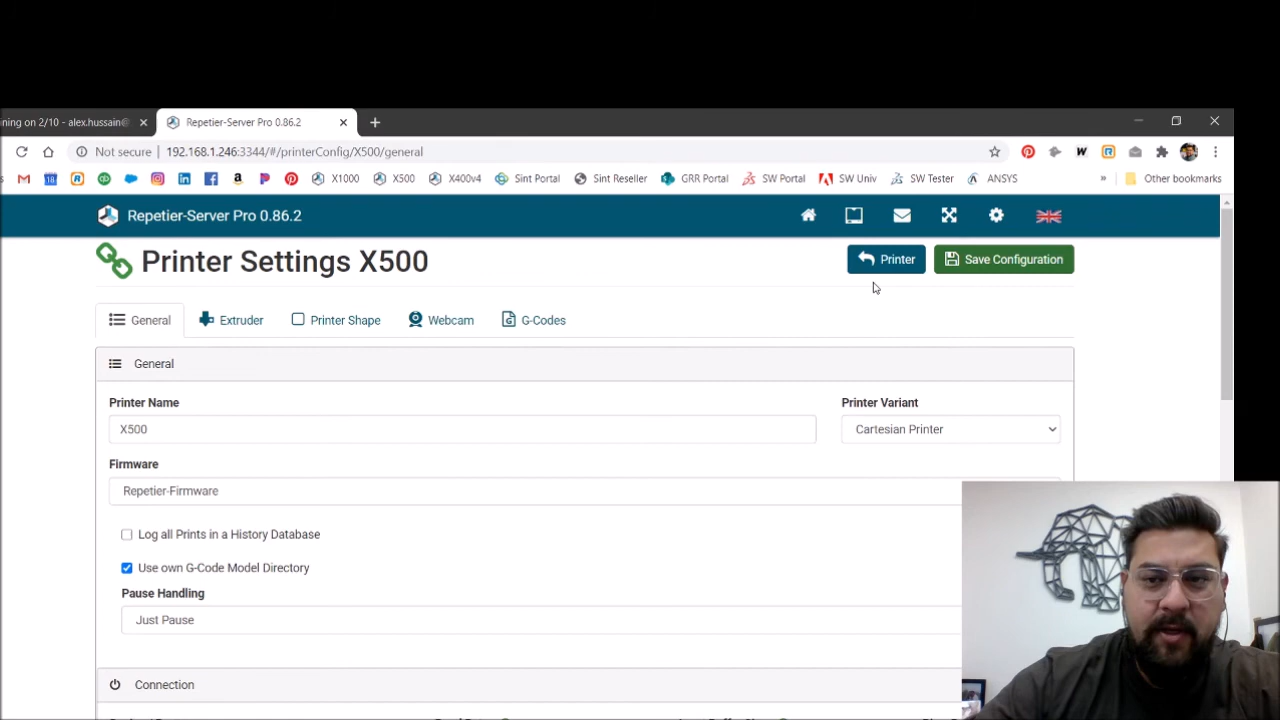 ining on 2/10 - alex.hussain@
Repetier-Server Pro 0.86.2
Not secure | 192.168.1.246:3344/#/printerConfig/X500/general
18 X1000 X500 X400v4 Sint Portal Sint Reseller GRR Portal SW Portal SW Univ SW Tester ANSYS » Other bookmarks
Repetier-Server Pro 0.86.2
Printer Settings X500
Printer
Save Configuration
General Extruder Printer Shape Webcam G-Codes
General
Printer Name Printer Variant
X500 Cartesian Printer
Firmware
Repetier-Firmware
Log all Prints in a History Database
Use own G-Code Model Directory
Pause Handling
Just Pause
Connection